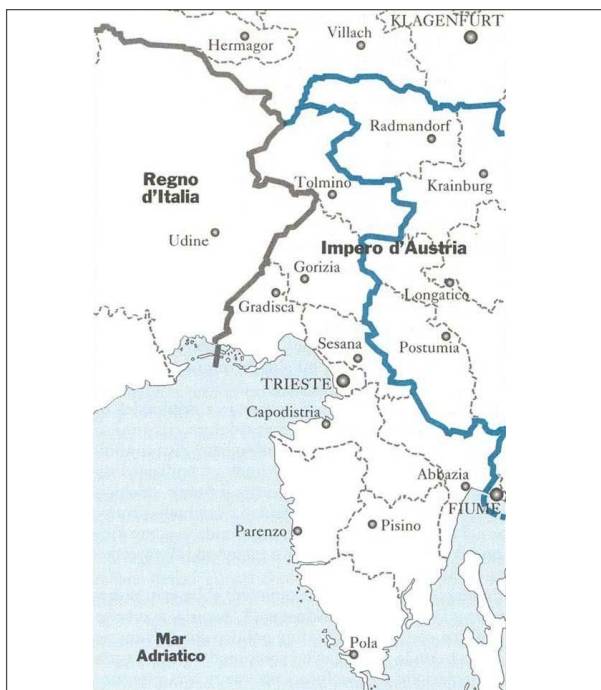 KLAGENFURT
Villach
Hermagor
Radmandorf
Krainburg
Tolmino
Regno
d'Italia
Udine
Impero d'Austria
Gorizia
Gradisca
Longatico
Sesana
Postumia
TRIESTE
Capodistria
Abbazia
FIUME
Parenzo
Pisino
Mar
Adriatico
Pola